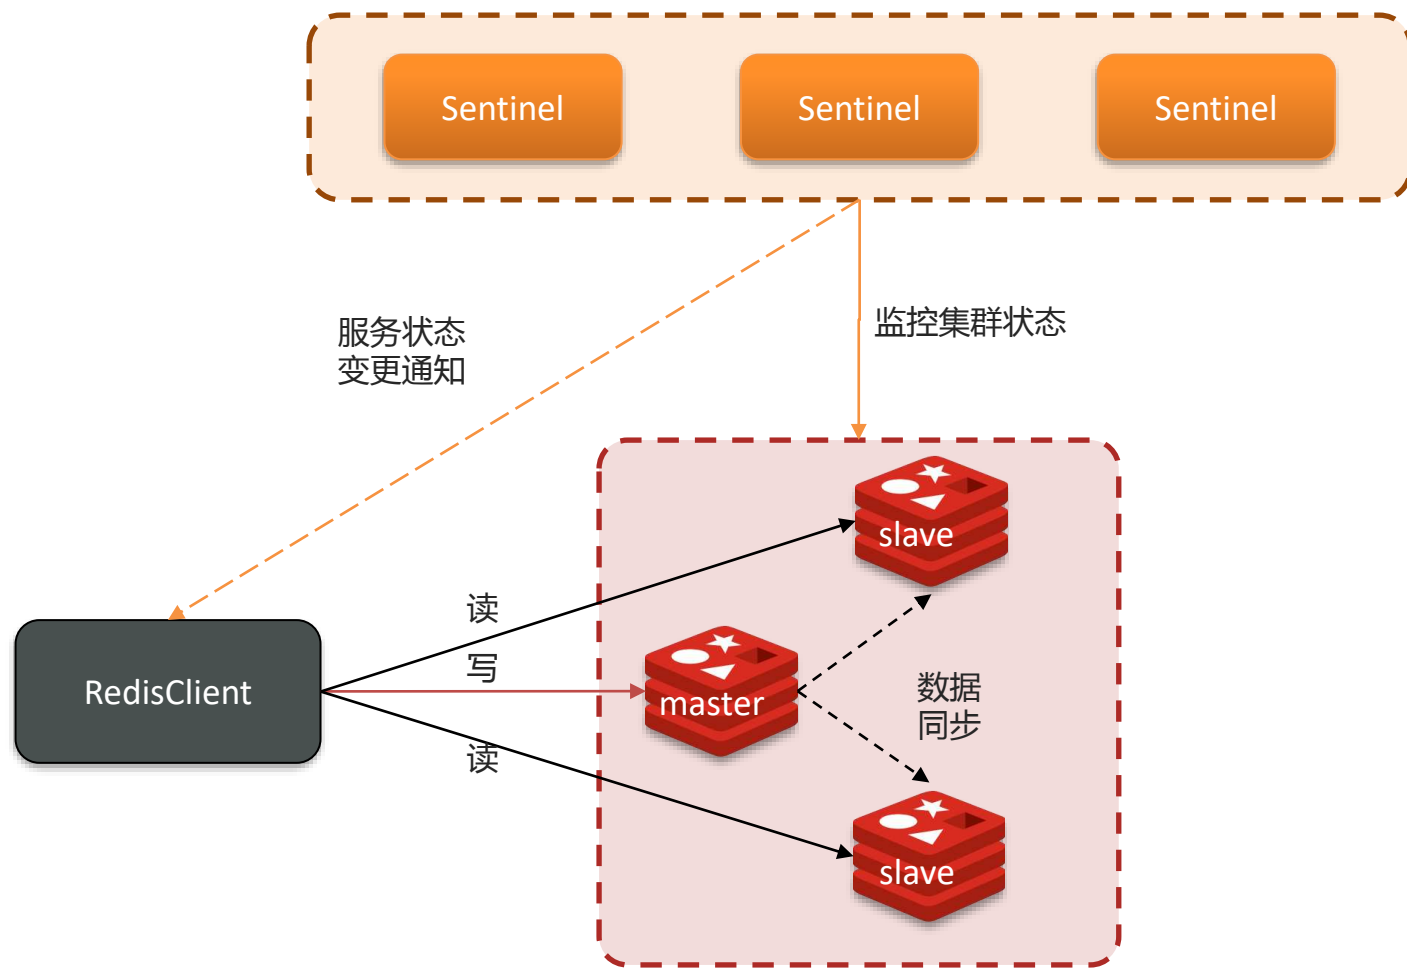 Sentinel
Sentinel
Sentinel
服务状态
变更通知
监控集群状态
slave
读
写
RedisClient
master
数据
同步
读
slave